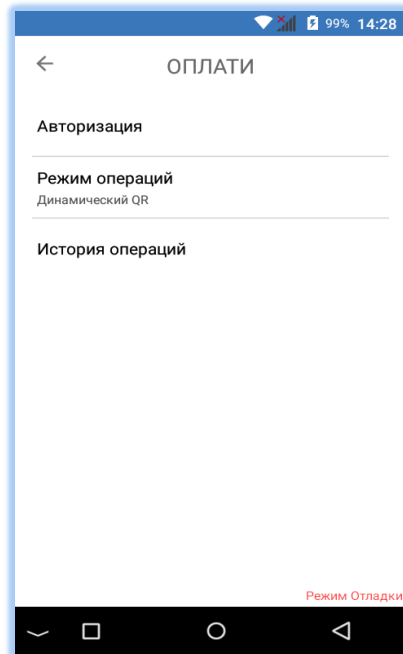 99% 14:28
ОПЛАТИ
Авторизация
Режим операций
Динамический QR
История операций
Режим Отладки